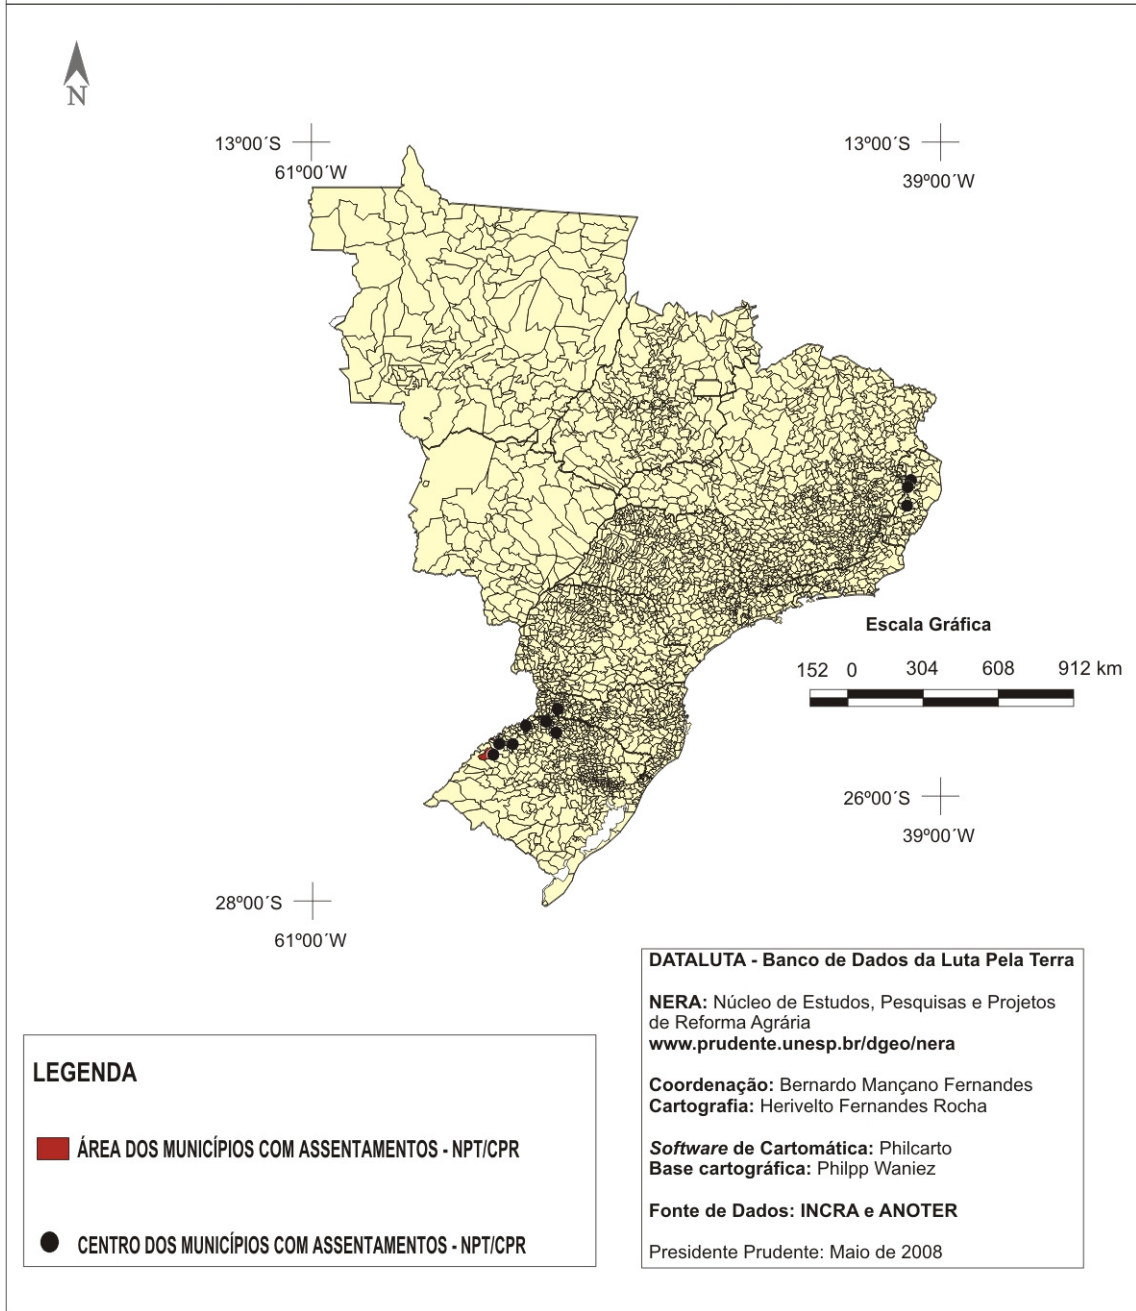 N
13º00´S
61º00´W
13º00´S
39º00´W
Escala Gráfica
152 0 304 608 912 km
26º00´S
39º00´W
28º00´S
61º00´W
DATALUTA - Banco de Dados da Luta Pela Terra
NERA: Núcleo de Estudos, Pesquisas e Projetos
de Reforma Agrária
www.prudente.unesp.br/dgeo/nera
Coordenação: Bernardo Mançano Fernandes
Cartografia: Herivelto Fernandes Rocha
Software de Cartomática: Philcarto
Base cartográfica: Philpp Waniez
Fonte de Dados: INCRA e ANOTER
Presidente Prudente: Maio de 2008
LEGENDA
ÁREA DOS MUNICÍPIOS COM ASSENTAMENTOS - NPT/CPR
CENTRO DOS MUNICÍPIOS COM ASSENTAMENTOS - NPT/CPR